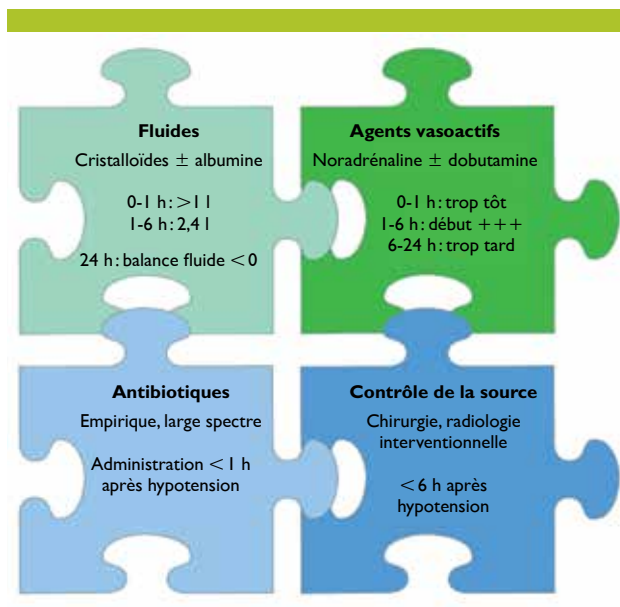 Fluides
Cristalloïdes ± albumine
0-1 h : >1 l
1-6 h : 2,4 l
24 h : balance fluide <0
Agents vasoactifs
Noradrénaline ± dobutamine
0-1 h : trop tôt
1-6 h : début +++
6-24 h : trop tard
Antibiotiques
Empirique, large spectre
Administration <1 h
après hypotension
Contrôle de la source
Chirurgie, radiologie
interventionnelle
<6 h après
hypotension